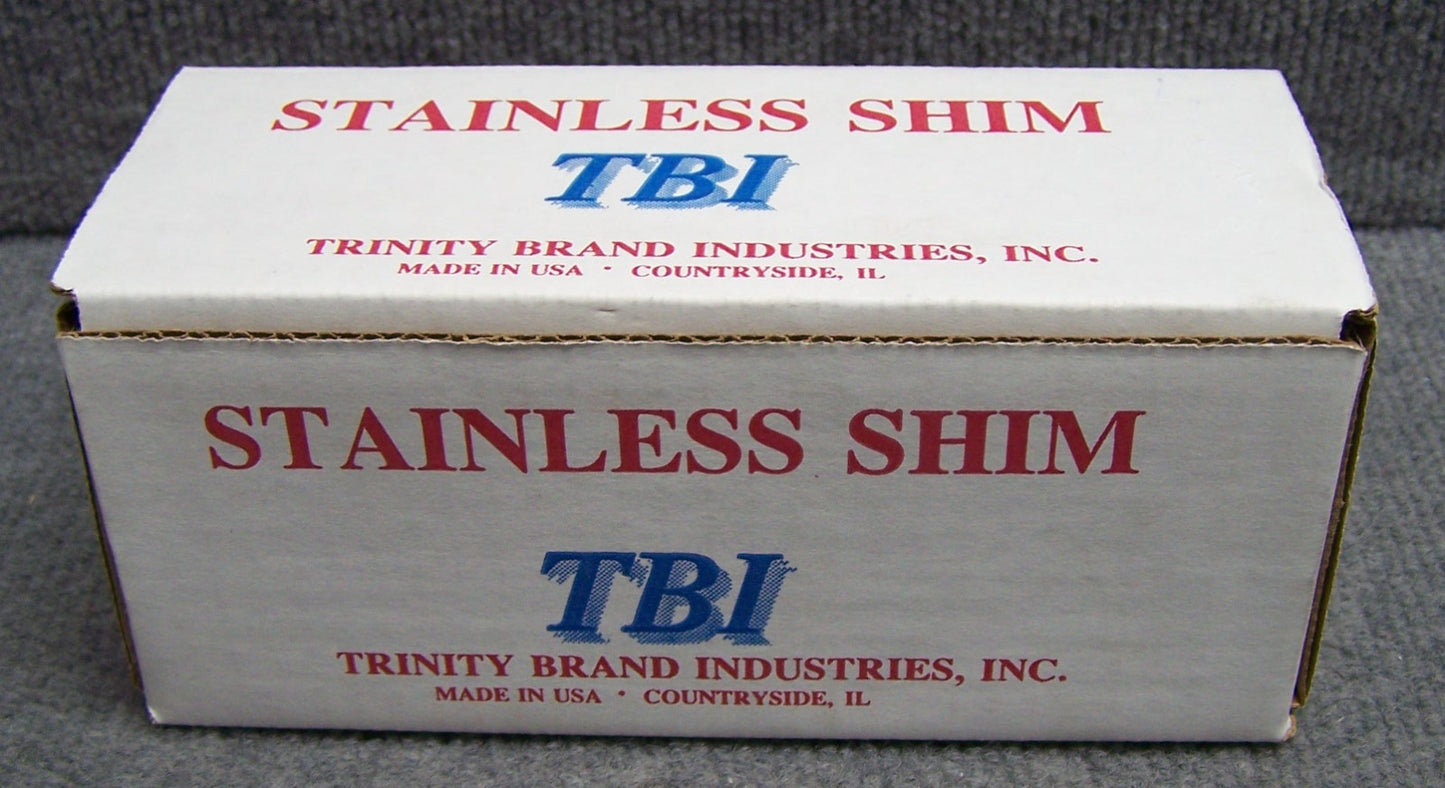 STAINLESS SHIM
TBI
TRINITY BRAND INDUSTRIES, INC.
MADE IN USA • COUNTRYSIDE, IL
STAINLESS SHIM
TBI
TRINITY BRAND INDUSTRIES, INC.
MADE IN USA • COUNTRYSIDE, IL